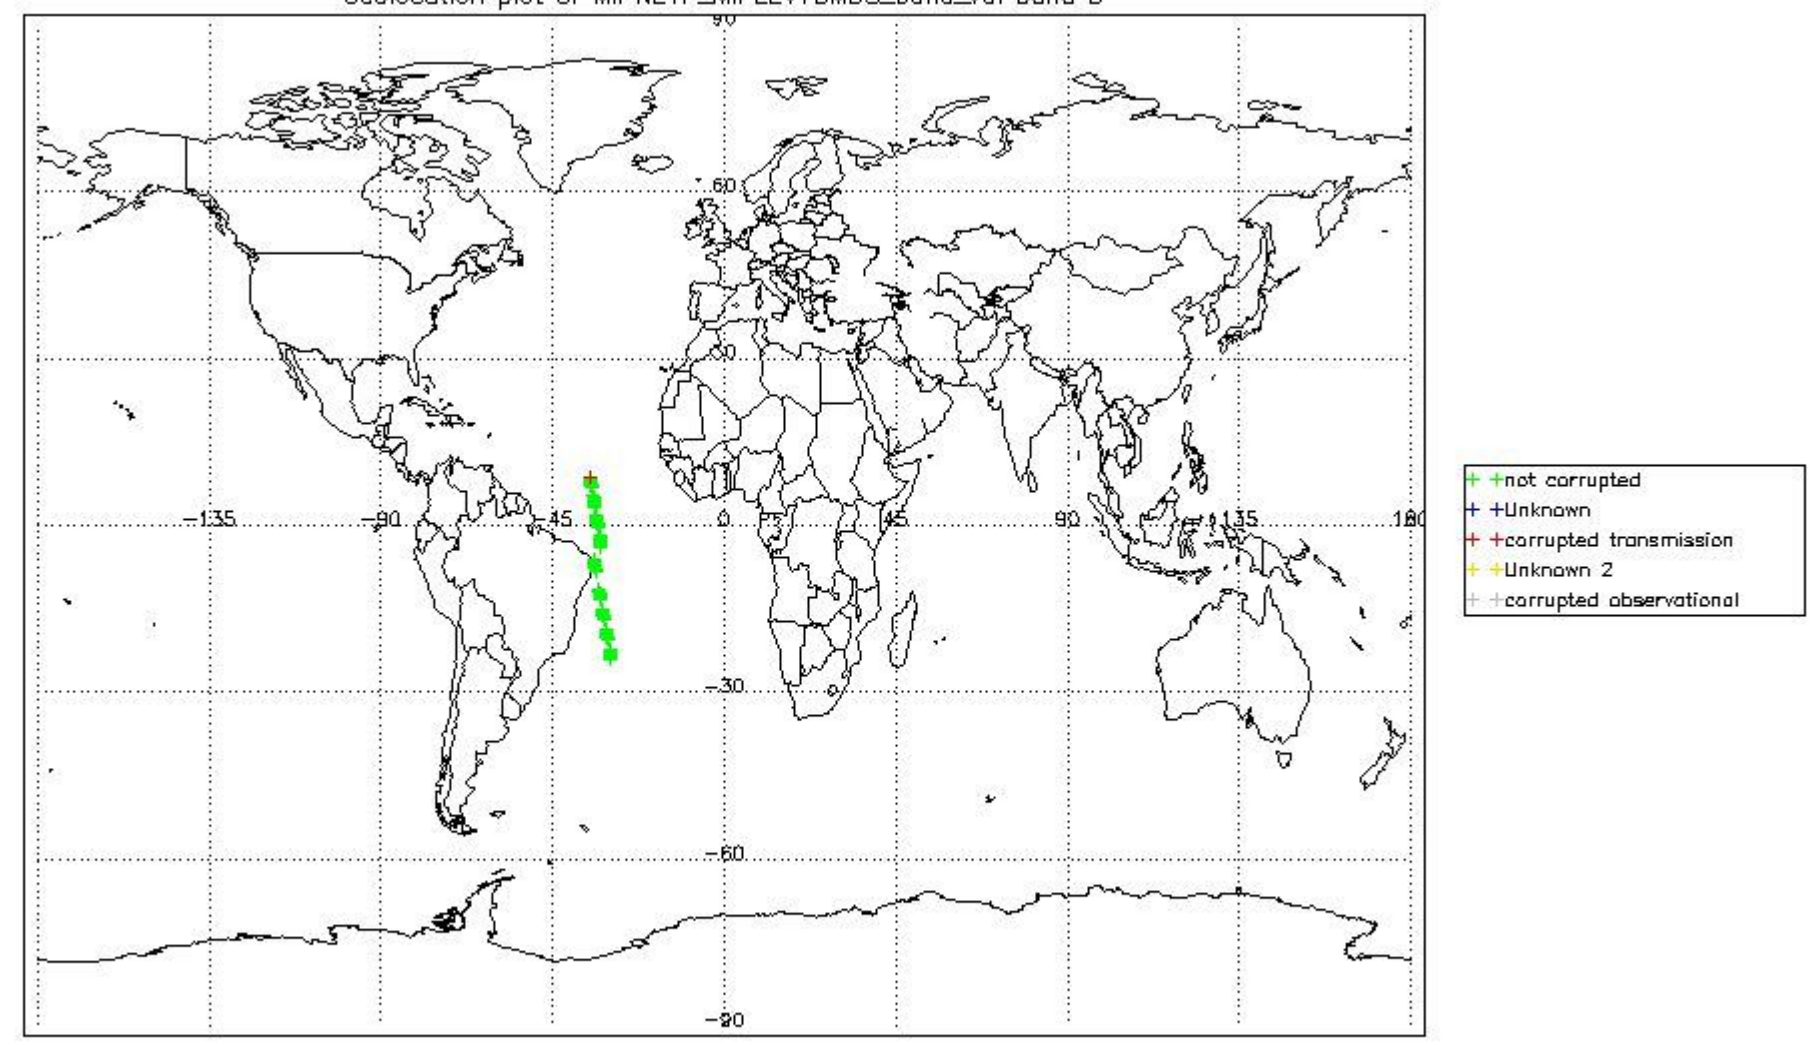 90
60
-135 -90 -45 0 45 90 135 180
-30
-60
-90
not corrupted
Unknown
corrupted transmission
Unknown 2
corrupted observational